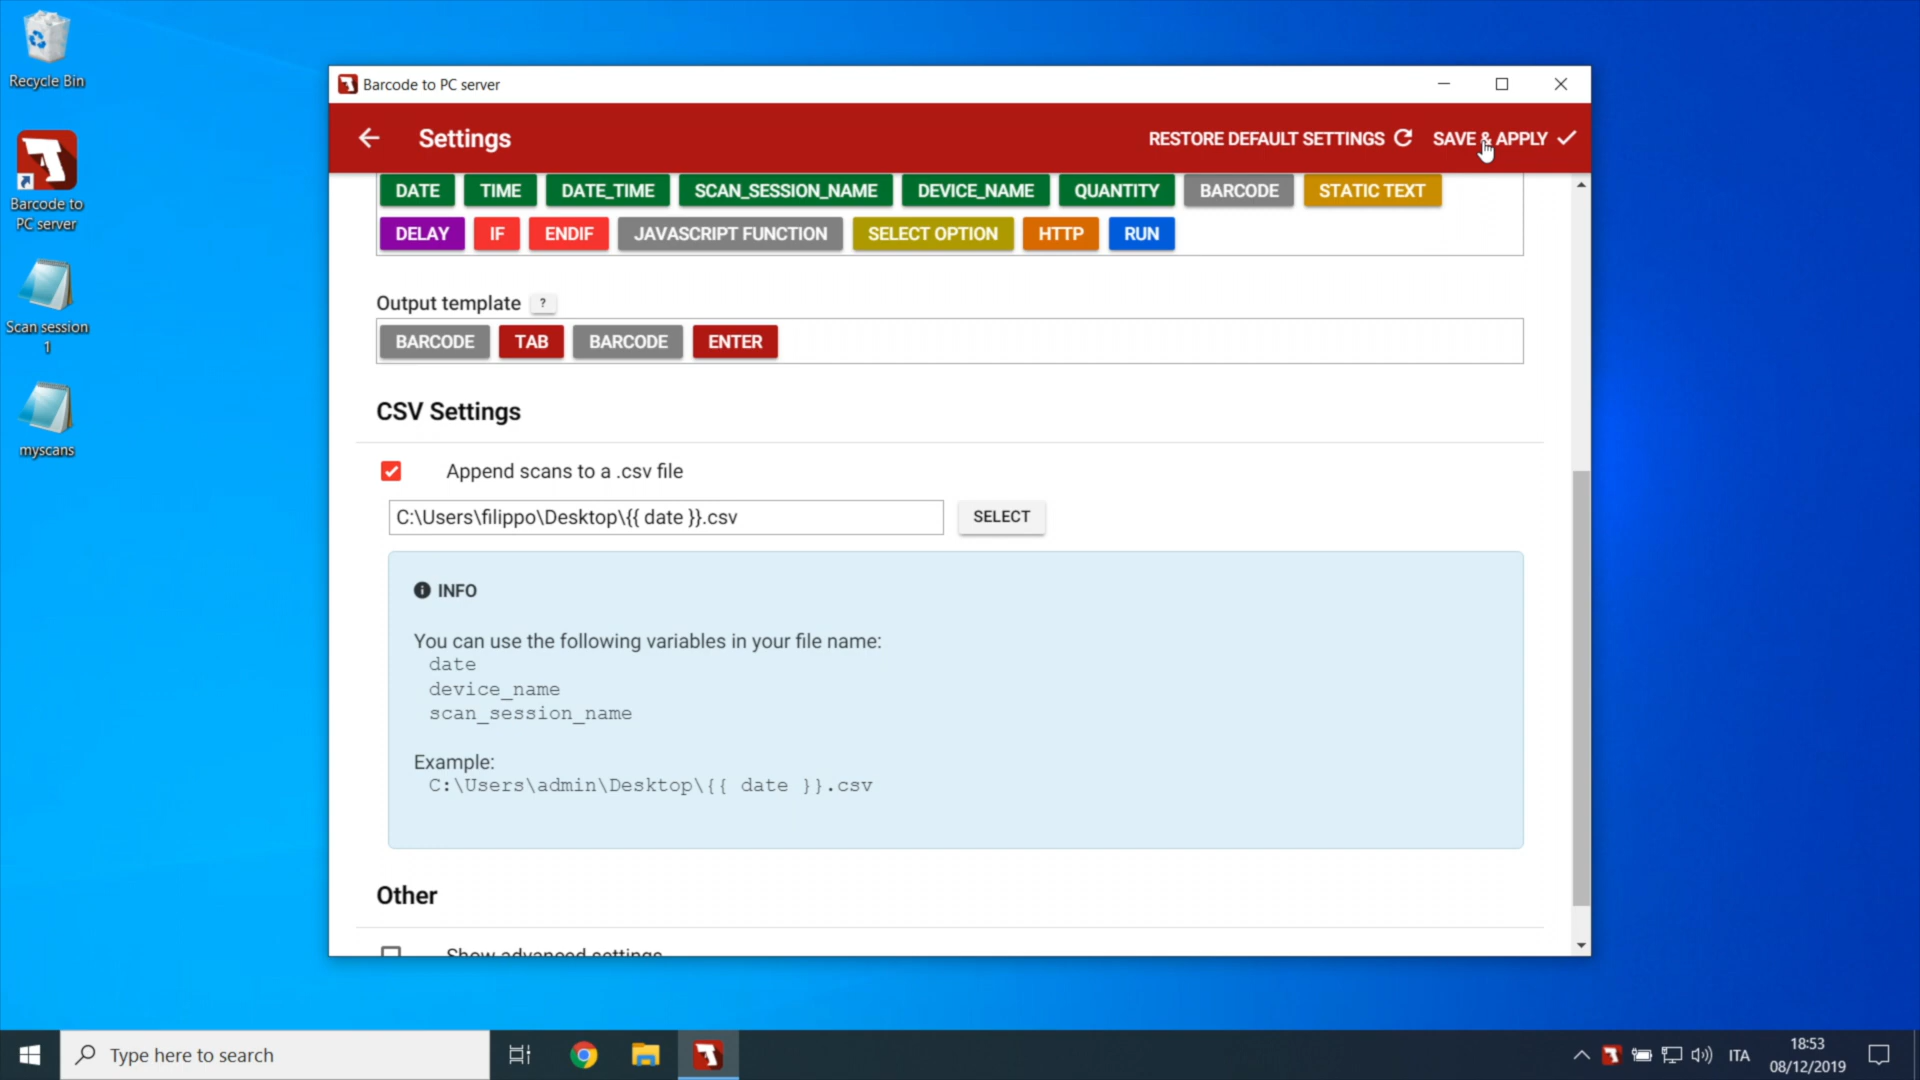 Recycle Bin
Barcode to
PC server
Scan session
1
myscans
Barcode to PC server
Settings
RESTORE DEFAULT SETTINGS
SAVE & APPLY
DATE TIME DATE_TIME SCAN_SESSION_NAME DEVICE_NAME QUANTITY BARCODE STATIC TEXT
DELAY IF ENDIF JAVASCRIPT FUNCTION SELECT OPTION HTTP RUN
Output template ?
BARCODE TAB BARCODE ENTER
CSV Settings
Append scans to a .csv file
C:\Users\filippo\Desktop\{{ date }}.csv
SELECT
INFO
You can use the following variables in your file name:
date
device_name
scan_session_name
Example:
C:\Users\admin\Desktop\{{ date }}.csv
Other
Show advanced settings
Type here to search
ITA
18:53
08/12/2019